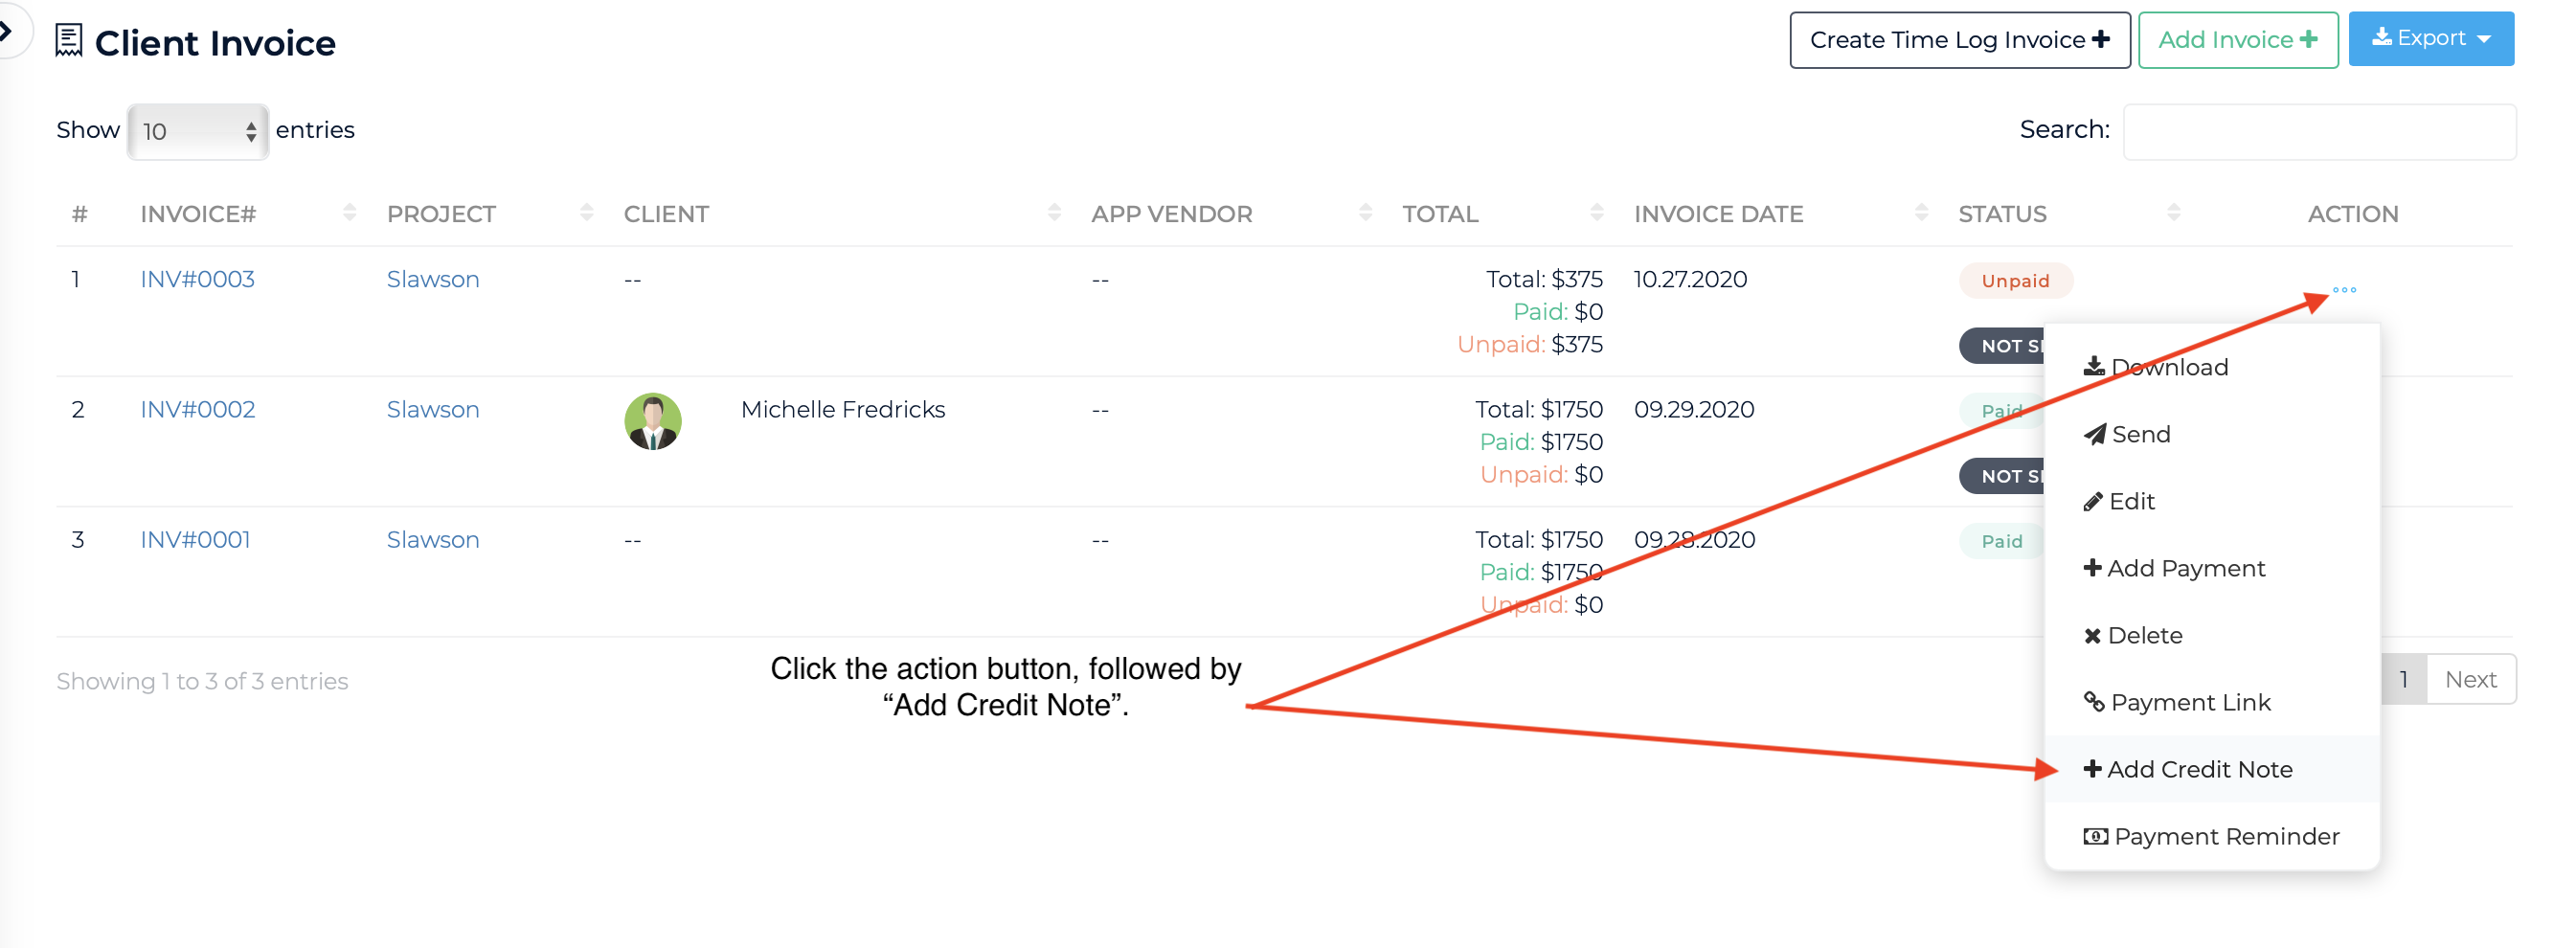 Client Invoice
Create Time Log Invoice
Add Invoice
Export
Show 10 entries
Search:
# INVOICE# PROJECT CLIENT APP VENDOR TOTAL INVOICE DATE STATUS ACTION
1 INV#0003 Slawson -- -- Total: $375 10.27.2020 Unpaid
Paid: $0
Unpaid: $375 NOT
2 INV#0002 Slawson Michelle Fredricks -- Total: $1750 09.29.2020 Paid
Paid: $1750
Unpaid: $0 NOT
3 INV#0001 Slawson -- -- Total: $1750 09.28.2020 Paid
Paid: $1750
Unpaid: $0
Download
Send
Edit
Add Payment
Delete
Payment Link
Add Credit Note
Payment Reminder
Click the action button, followed by
“Add Credit Note”.
Showing 1 to 3 of 3 entries
1 Next